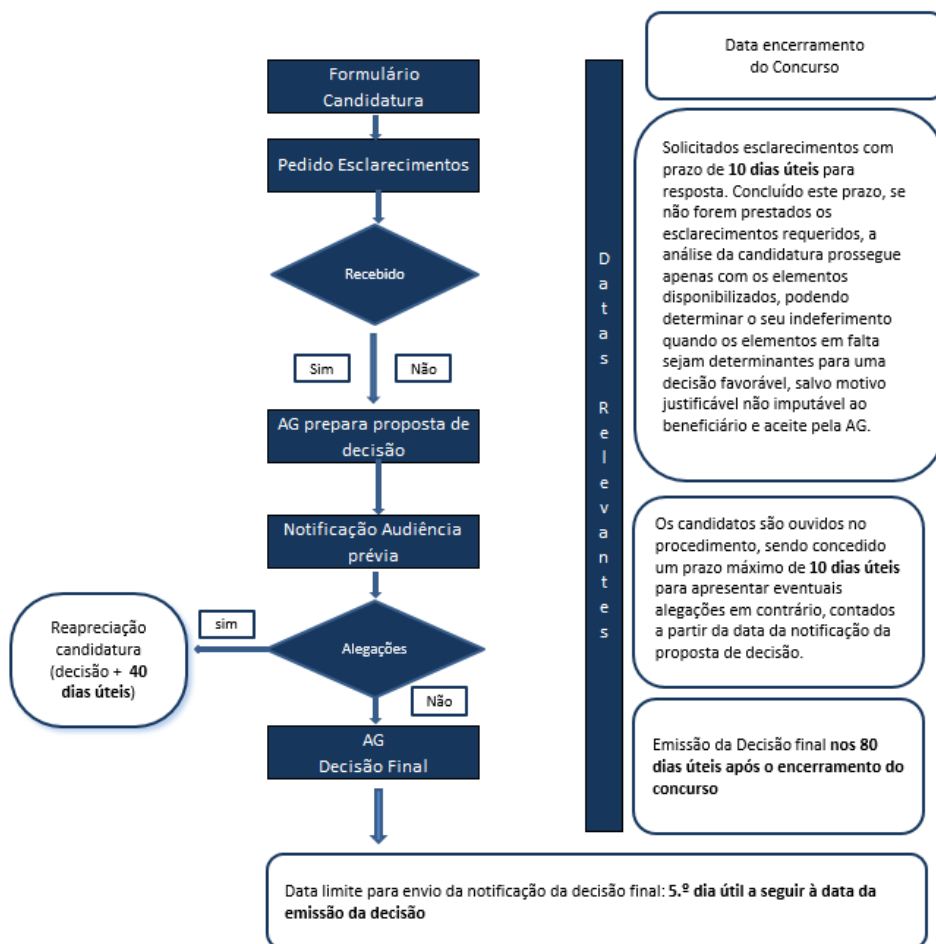 Formulário
Candidatura
Pedido Esclarecimentos
Recebido
Sim
Não
AG prepara proposta de
decisão
Notificação Audiência
prévia
Alegações
sim
Reapreciação
candidatura
(decisão + 40
dias úteis)
Não
AG
Decisão Final
Datas Relevantes
Data encerramento
do Concurso
Solicitados esclarecimentos com
prazo de 10 dias úteis para
resposta. Concluído este prazo, se
não forem prestados os
esclarecimentos requeridos, a
análise da candidatura prossegue
apenas com os elementos
disponibilizados, podendo
determinar o seu indeferimento
quando os elementos em falta
sejam determinantes para uma
decisão favorável, salvo motivo
justificável não imputável ao
beneficiário e aceite pela AG.
Os candidatos são ouvidos no
procedimento, sendo concedido
um prazo máximo de 10 dias úteis
para apresentar eventuais
alegações em contrário, contados
a partir da data da notificação da
proposta de decisão.
Emissão da Decisão final nos 80
dias úteis após o encerramento do
concurso
Data limite para envio da notificação da decisão final: 5.º dia útil a seguir à data da
emissão da decisão